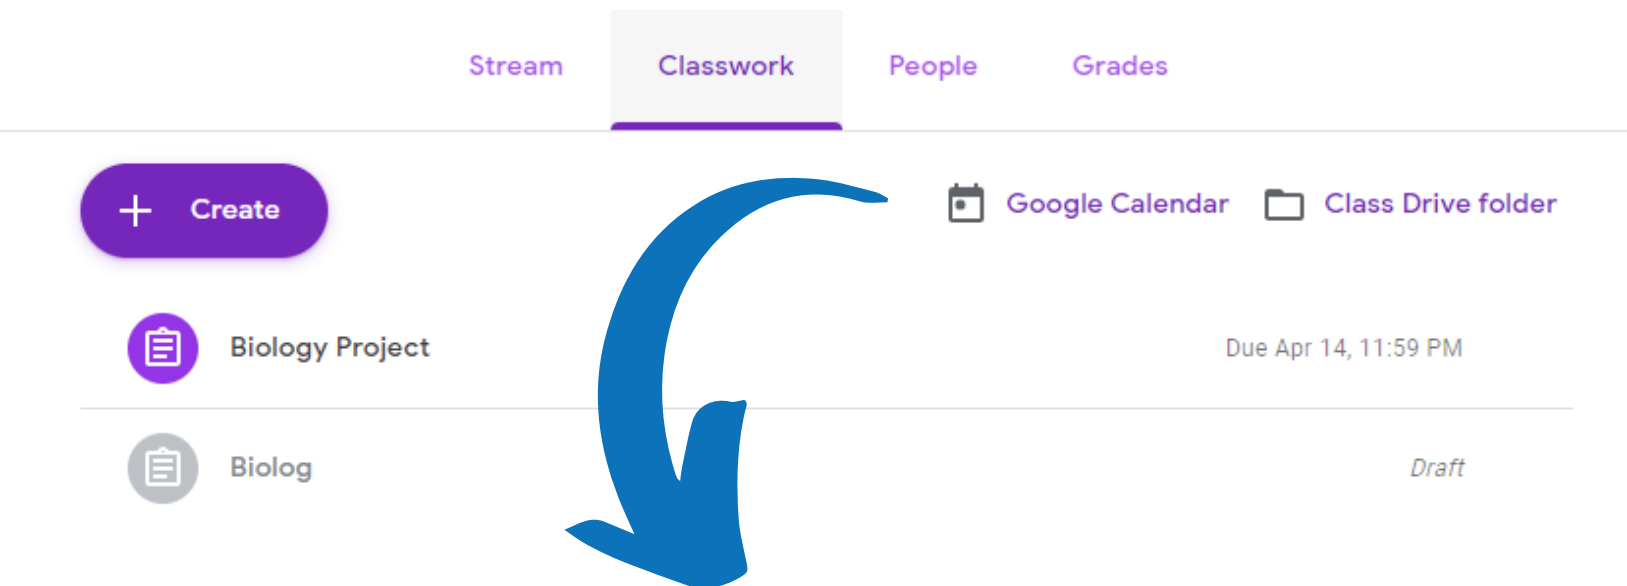 Stream Classwork People Grades
+ Create Google Calendar Class Drive folder
Biology Project Due Apr 14, 11:59 PM
Biolog Draft